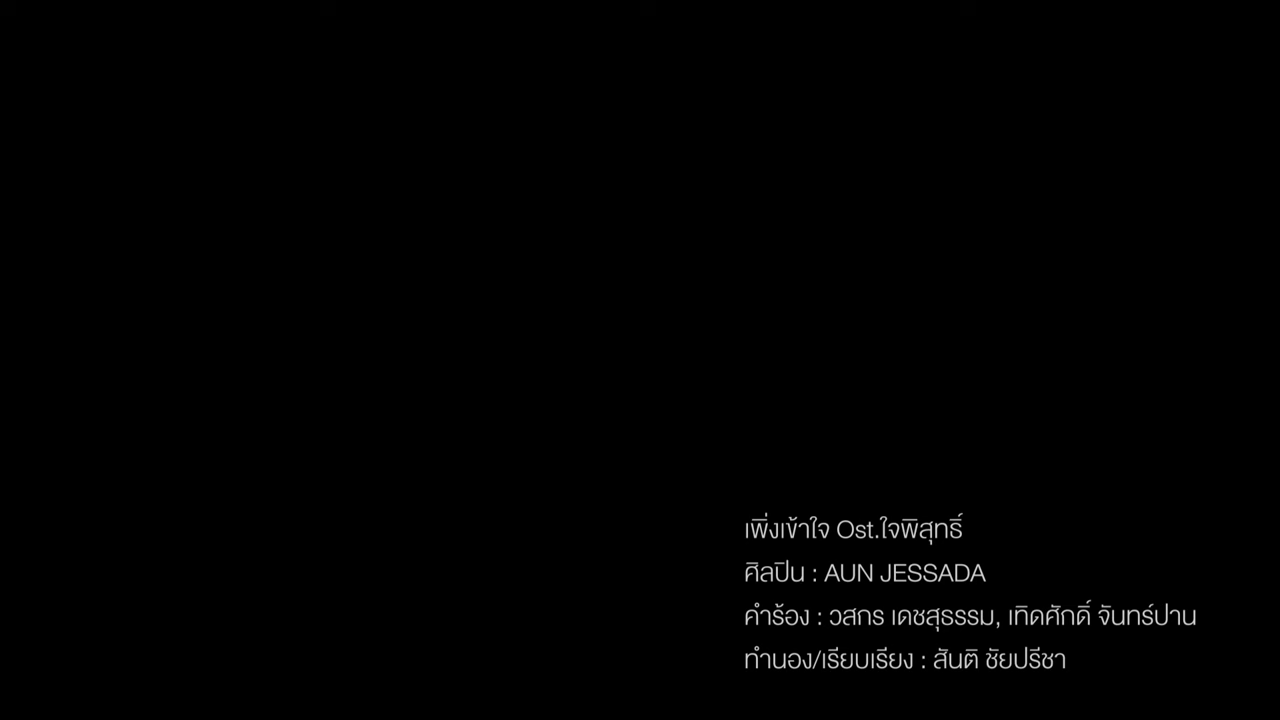 เพิ่งเข้าใจ Ost.ใจพิสุทธิ์
ศิลปิน : AUN JESSADA
คำร้อง : วสกร เดชสุธรรม, เทิดศักดิ์ จันทร์ปาน
ทำนอง/เรียบเรียง : สันติ ชัยปรีชา